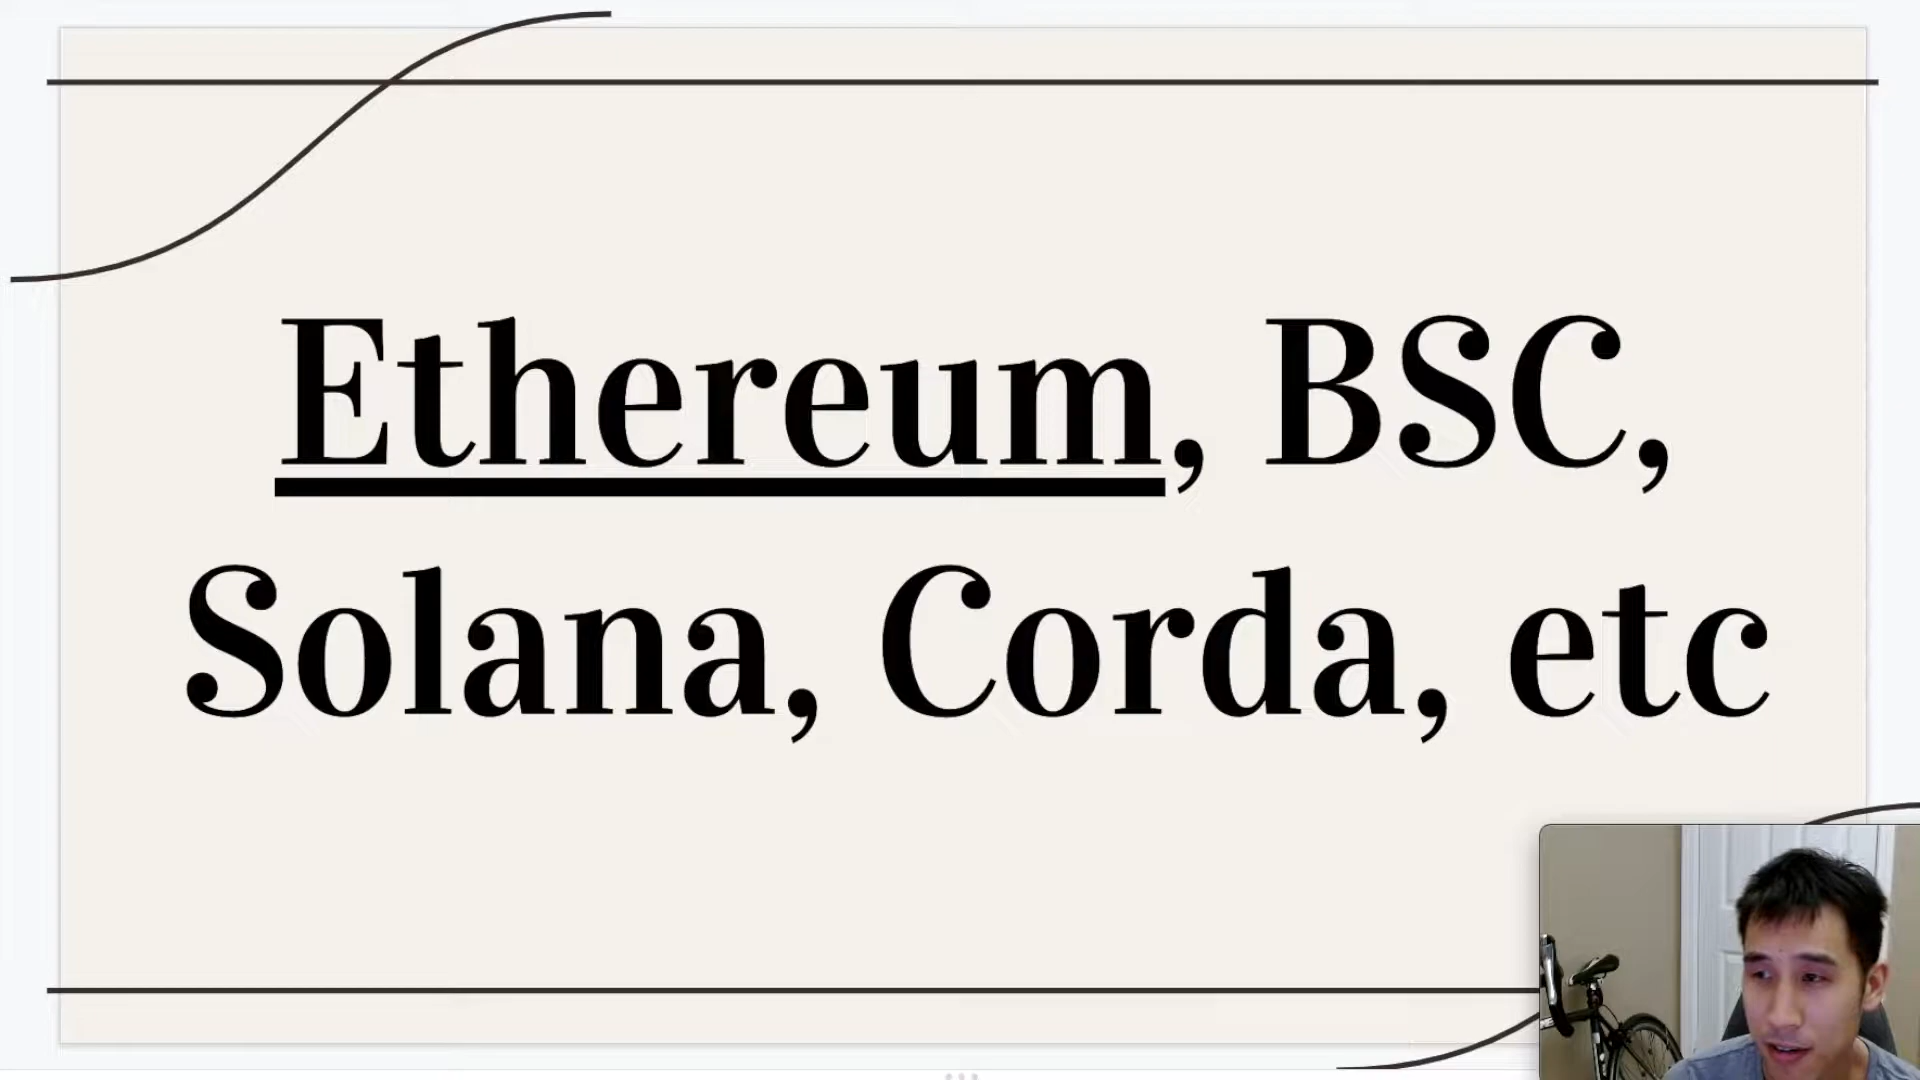 Ethereum, BSC,
Solana, Corda, etc